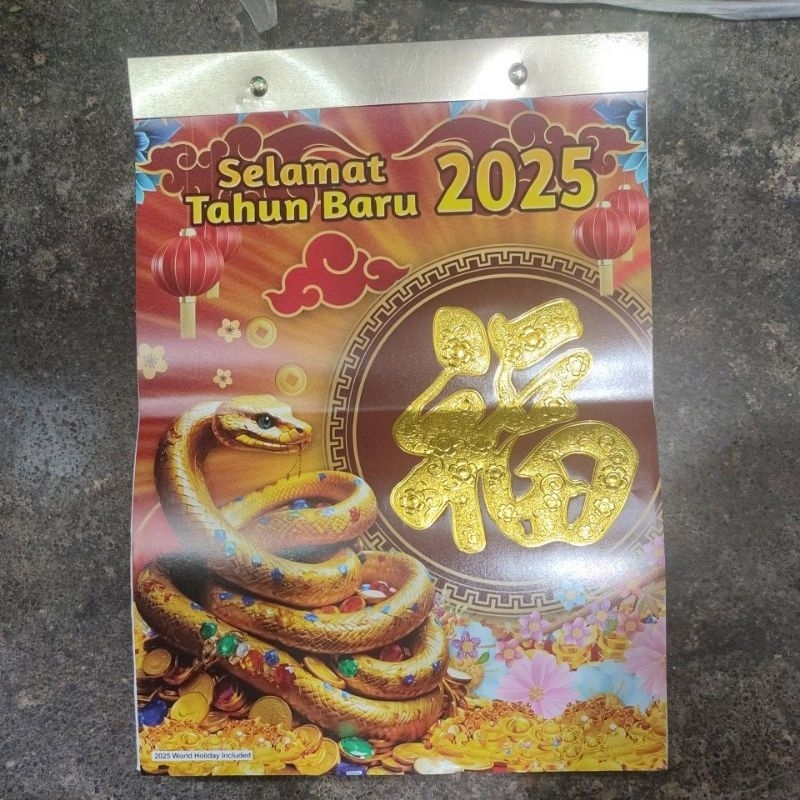 Selamat
Tahun Baru 2025
福
2025 World Holiday Included